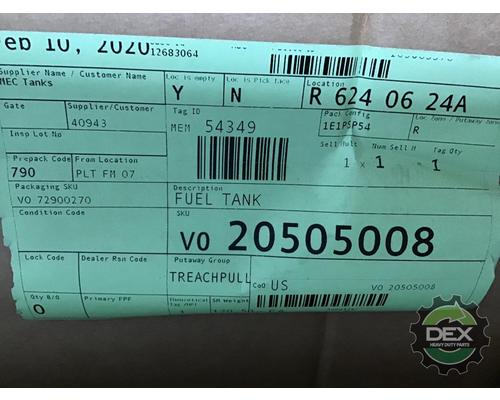 Feb 10, 2020
12683064
Supplier Name / Customer Name
MEC Tanks
Loc is empty
Y
Loc is Pick face
N
Location
R 624 06 24A
Gate
Supplier/Customer
40943
Tag ID
MEM 54349
Pack Config
1E1PSP54
R
Insp Lot No
Sell Mult
1 x 1
Num Sell M
Tag Qty
1
Prepack Code
790
From Location
PLT FM 07
Packaging SKU
VO 72900270
Description
FUEL TANK
Condition Code
SKU
VO 20505008
Lock Code
Dealer Rsn Code
Putaway Group
TREACHPULL
CoO US
VO 20505008
Qty B/O
0
Primary FPF
Theoretical
SM Weight
DEX
HEAVY DUTY PARTS